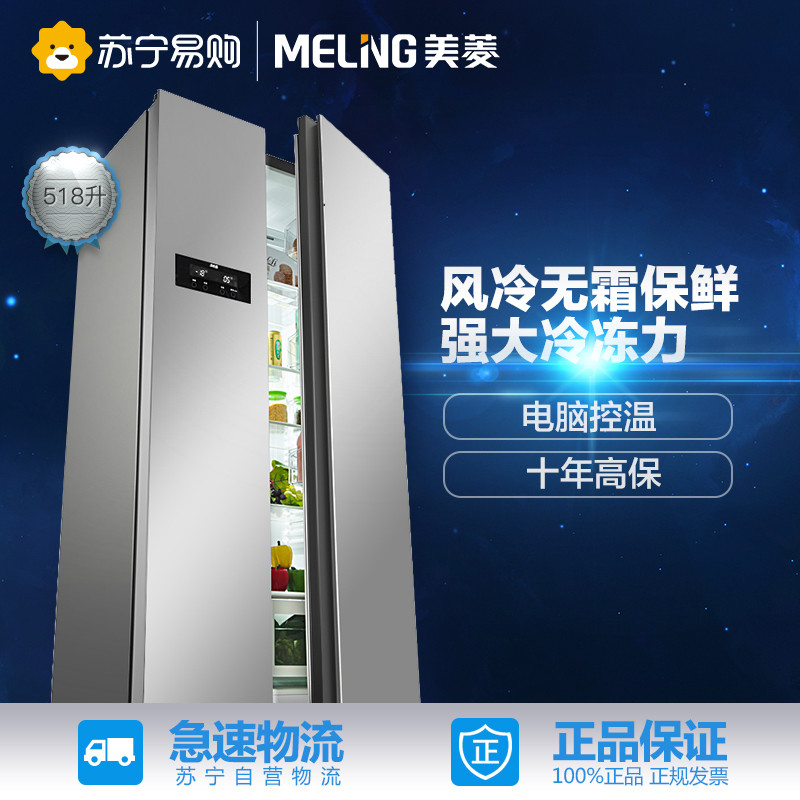 苏宁易购 MELING美菱
518升
-18 05
风冷无霜保鲜
强大冷冻力
电脑控温
十年高保
急速物流
苏宁自营物流
正
正品保证
100%正品 正规发票